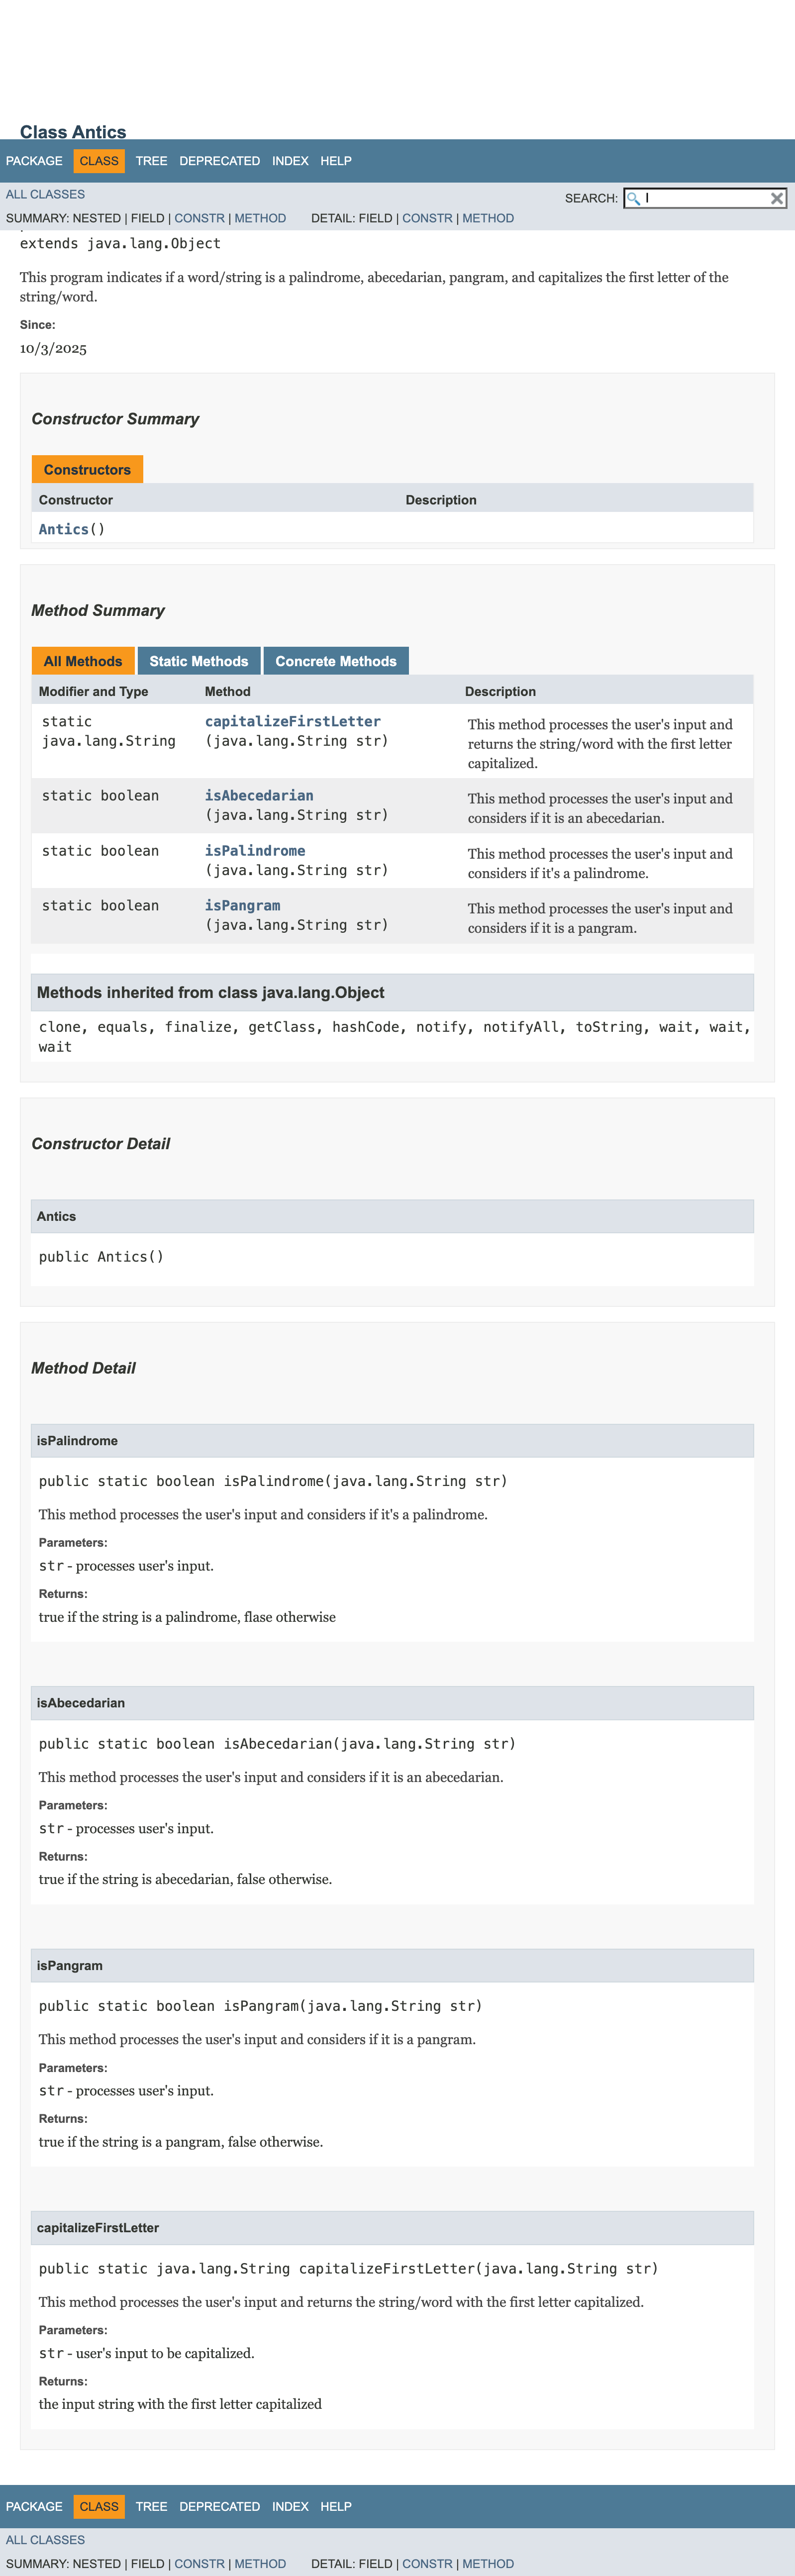 Class Antics
PACKAGE CLASS TREE DEPRECATED INDEX HELP
ALL CLASSES
SEARCH: l
SUMMARY: NESTED | FIELD | CONSTR | METHOD DETAIL: FIELD | CONSTR | METHOD
extends java.lang.Object
This program indicates if a word/string is a palindrome, abecedarian, pangram, and capitalizes the first letter of the
string/word.
Since:
10/3/2025
Constructor Summary
Constructors
Constructor Description
Antics()
Method Summary
All Methods Static Methods Concrete Methods
Modifier and Type Method Description
static capitalizeFirstLetter This method processes the user's input and
java.lang.String (java.lang.String str) returns the string/word with the first letter
capitalized.
static boolean isAbecedarian This method processes the user's input and
(java.lang.String str) considers if it is an abecedarian.
static boolean isPalindrome This method processes the user's input and
(java.lang.String str) considers if it's a palindrome.
static boolean isPangram This method processes the user's input and
(java.lang.String str) considers if it is a pangram.
Methods inherited from class java.lang.Object
clone, equals, finalize, getClass, hashCode, notify, notifyAll, toString, wait, wait,
wait
Constructor Detail
Antics
public Antics()
Method Detail
isPalindrome
public static boolean isPalindrome(java.lang.String str)
This method processes the user's input and considers if it's a palindrome.
Parameters:
str - processes user's input.
Returns:
true if the string is a palindrome, flase otherwise
isAbecedarian
public static boolean isAbecedarian(java.lang.String str)
This method processes the user's input and considers if it is an abecedarian.
Parameters:
str - processes user's input.
Returns:
true if the string is abecedarian, false otherwise.
isPangram
public static boolean isPangram(java.lang.String str)
This method processes the user's input and considers if it is a pangram.
Parameters:
str - processes user's input.
Returns:
true if the string is a pangram, false otherwise.
capitalizeFirstLetter
public static java.lang.String capitalizeFirstLetter(java.lang.String str)
This method processes the user's input and returns the string/word with the first letter capitalized.
Parameters:
str - user's input to be capitalized.
Returns:
the input string with the first letter capitalized
PACKAGE CLASS TREE DEPRECATED INDEX HELP
ALL CLASSES
SUMMARY: NESTED | FIELD | CONSTR | METHOD DETAIL: FIELD | CONSTR | METHOD